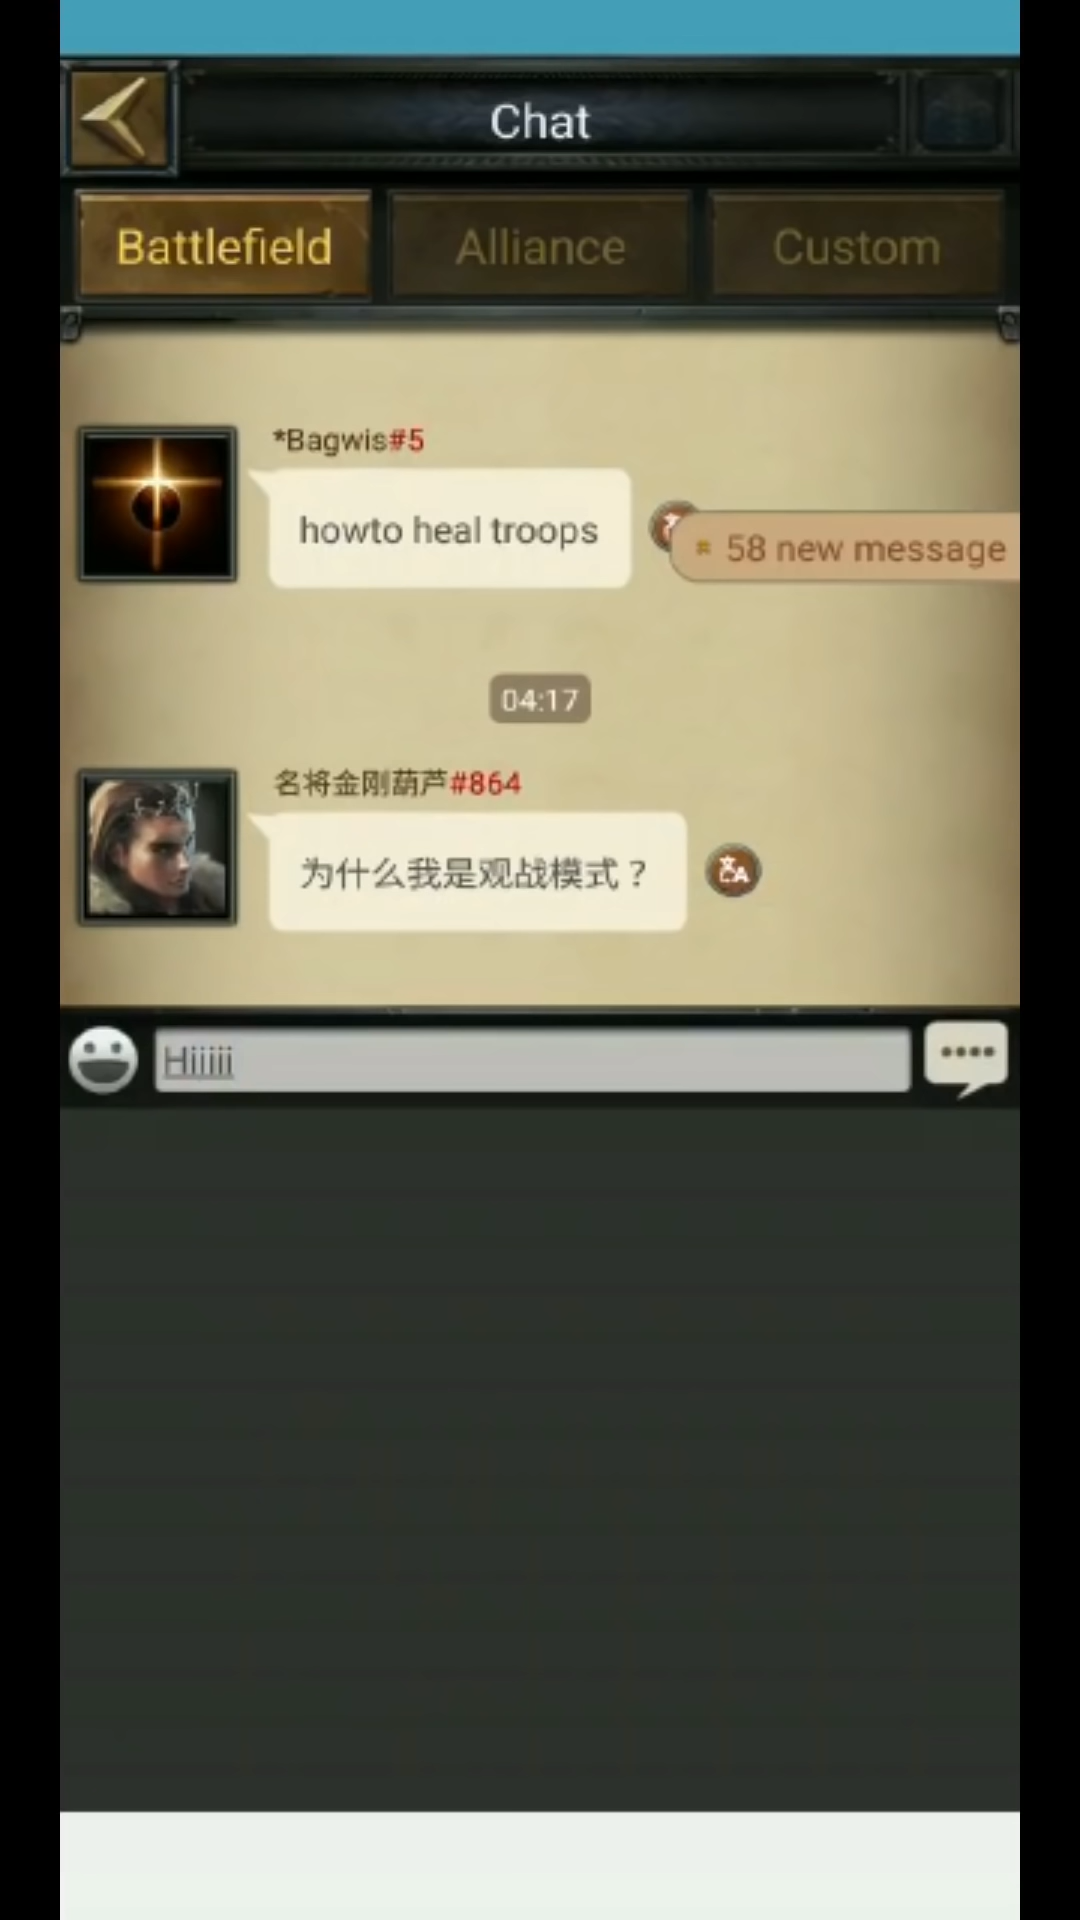 Chat
Battlefield
Alliance
Custom
*Bagwis#5
howto heal troops
58 new message
04:17
名将金刚葫芦#864
为什么我是观战模式？
Hiiiii